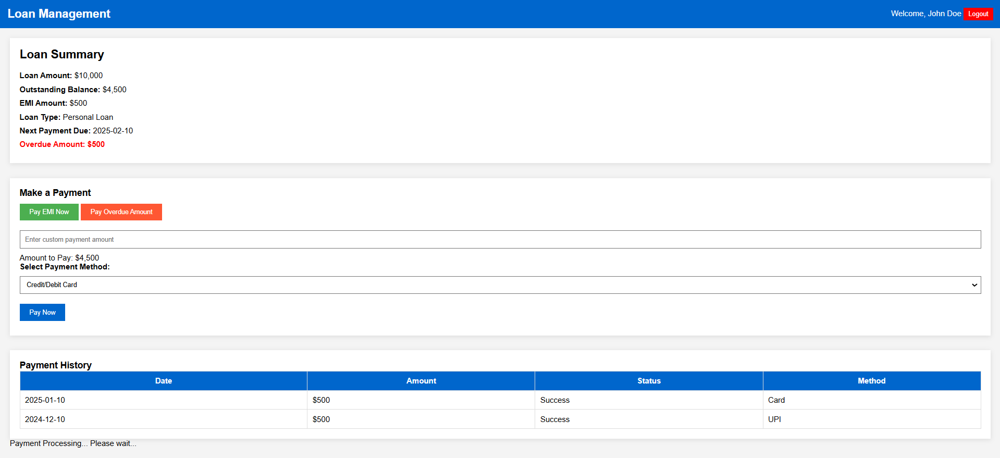 Loan Management
Welcome, John Doe Logout
Loan Summary
Loan Amount: $10,000
Outstanding Balance: $4,500
EMI Amount: $500
Loan Type: Personal Loan
Next Payment Due: 2025-02-10
Overdue Amount: $500
Make a Payment
Pay EMI Now Pay Overdue Amount
Enter custom payment amount
Amount to Pay: $4,500
Select Payment Method:
Credit/Debit Card
Pay Now
Payment History
Date Amount Status Method
2025-01-10 $500 Success Card
2024-12-10 $500 Success UPI
Payment Processing... Please wait...